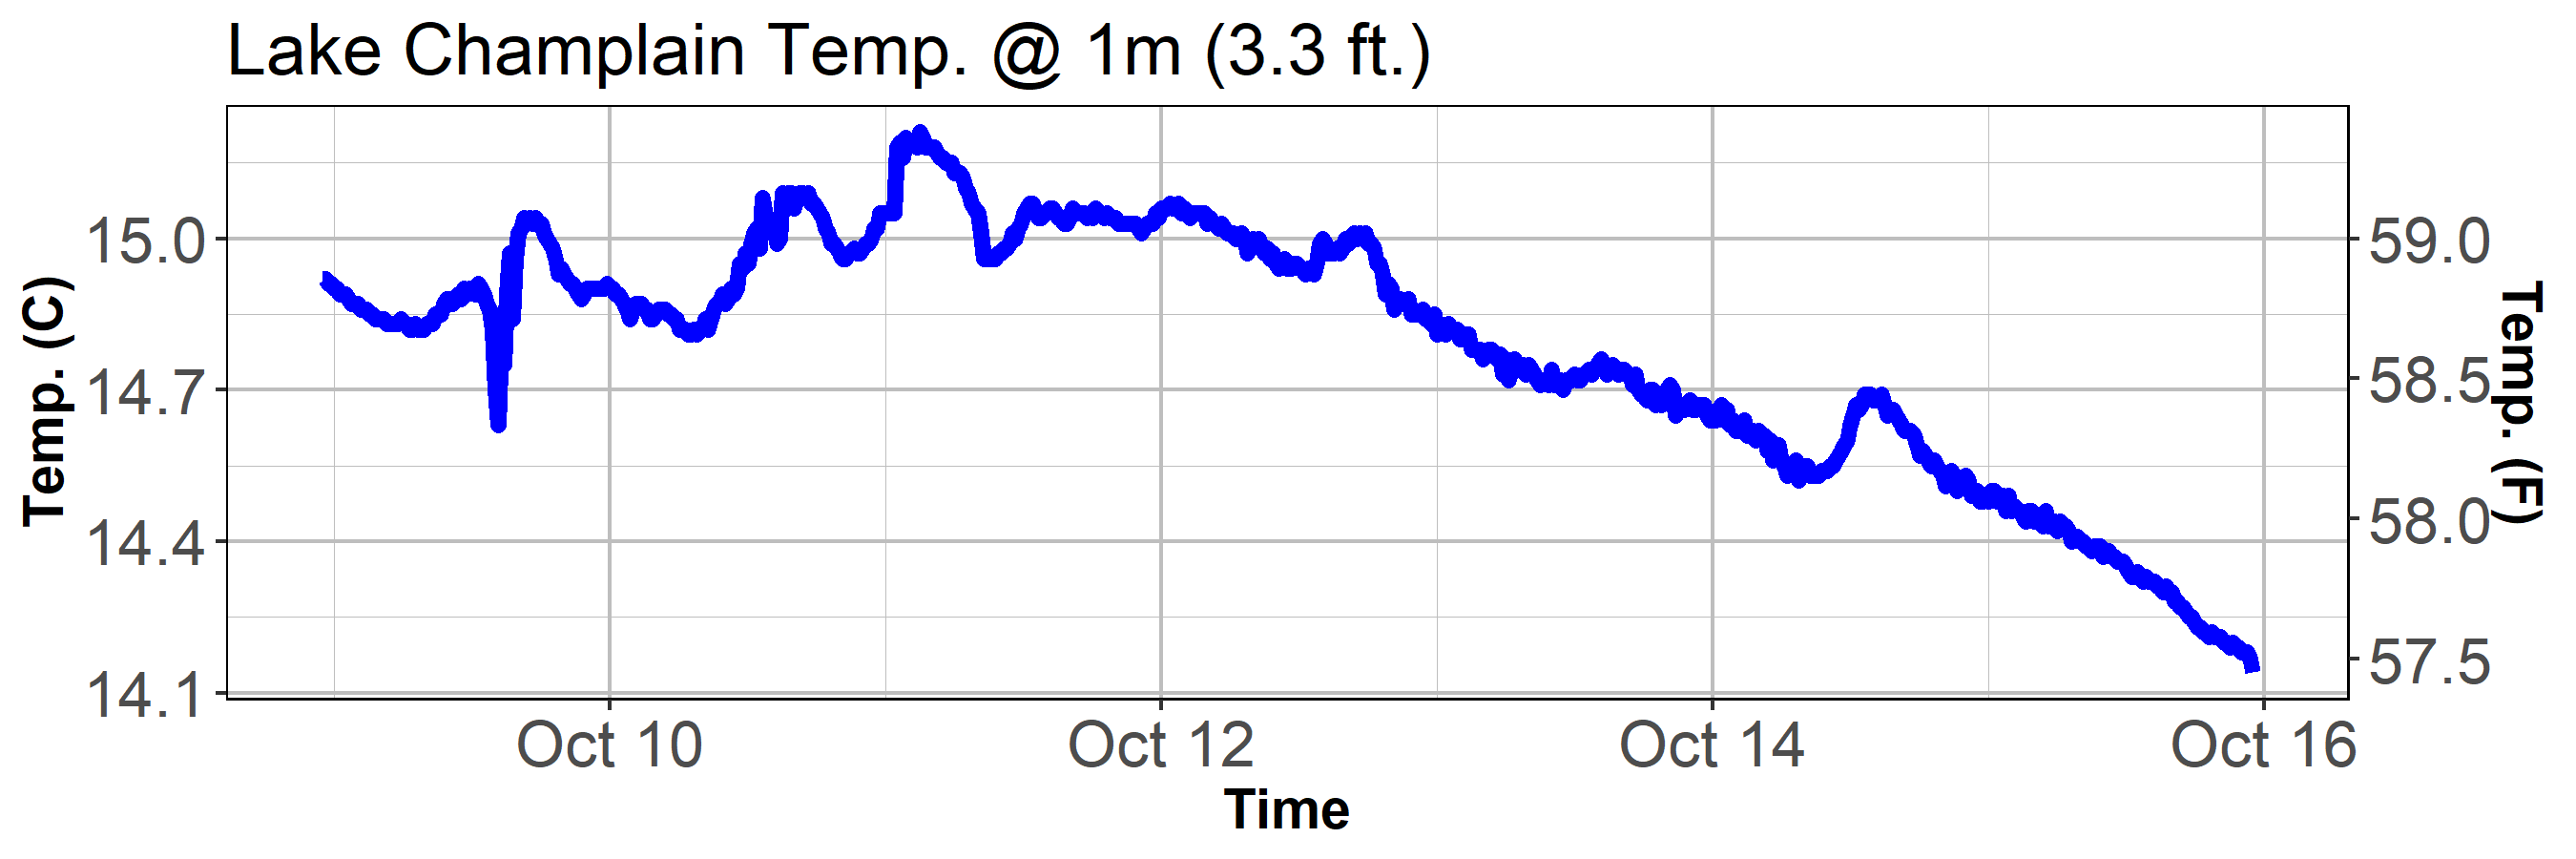 Lake Champlain Temp. @ 1m (3.3 ft.)
Temp. (C)
15.0
14.7
14.4
14.1
59.0
58.5
58.0
57.5
Temp. (F)
Oct 10
Oct 12
Oct 14
Oct 16
Time